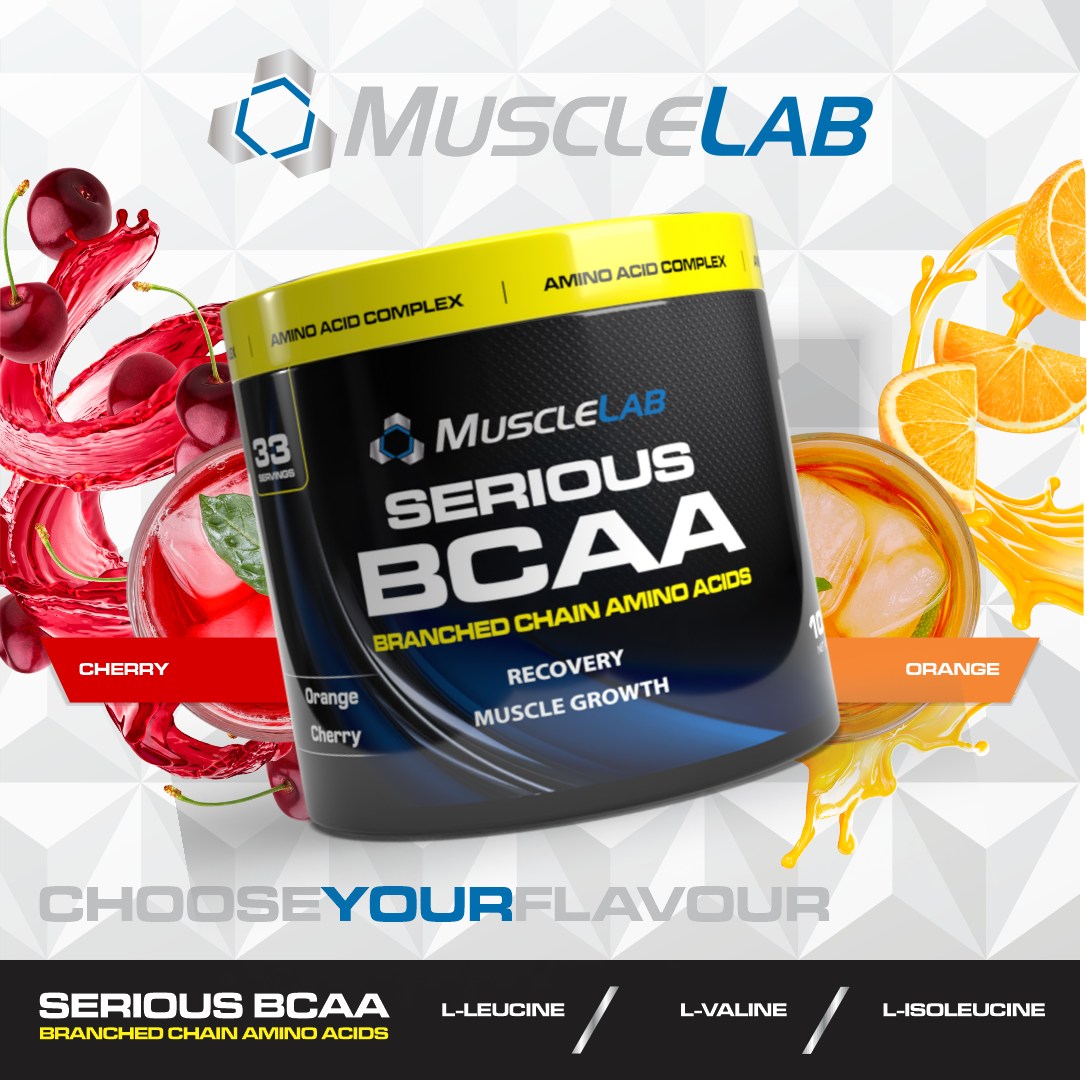 MUSCLELAB
AMINO ACID COMPLEX | AMINO ACID COMPLEX
33
SERVINGS
MUSCLELAB
SERIOUS
BCAA
BRANCHED CHAIN AMINO ACIDS
RECOVERY
MUSCLE GROWTH
Orange
Cherry
CHERRY
ORANGE
CHOOSEYOURFLAVOUR
SERIOUS BCAA
BRANCHED CHAIN AMINO ACIDS
L-LEUCINE / L-VALINE / L-ISOLEUCINE